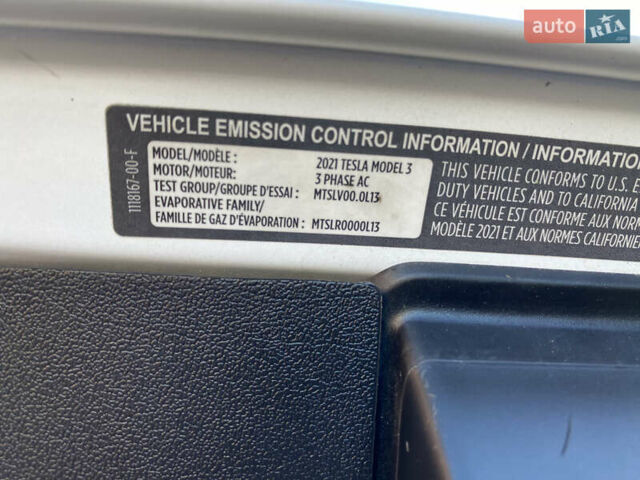 auto RIA.com
VEHICLE EMISSION CONTROL INFORMATION / INFORMATION
1118167-00-F
MODEL/MODÈLE : 2021 TESLA MODEL 3
MOTOR/MOTEUR: 3 PHASE AC
TEST GROUP/GROUPE D'ESSAI : MTSLV00.0L13
EVAPORATIVE FAMILY/
FAMILLE DE GAZ D'ÉVAPORATION : MTSLR0000L13
THIS VEHICLE CONFORMS TO U.S.
DUTY VEHICLES AND TO CALIFORNIA
CE VÉHICULE EST CONFORME AUX
MODÈLE 2021 ET AUX NORMES